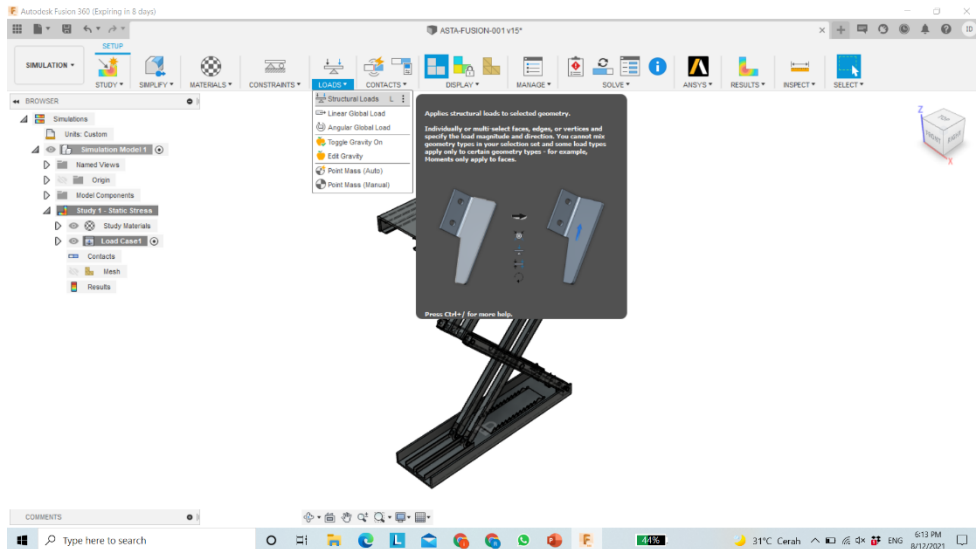 Autodesk Fusion 360 (Expiring in 8 days)
ASTA-FUSION-001 v15*
ID
SETUP
SIMULATION
STUDY
SIMPLIFY
MATERIALS
CONSTRAINTS
LOADS
CONTACTS
DISPLAY
MANAGE
SOLVE
ANSYS
RESULTS
INSPECT
SELECT
BROWSER
Simulations
Units: Custom
Simulation Model 1
Named Views
Origin
Model Components
Study 1 - Static Stress
Study Materials
Load Case1
Contacts
Mesh
Results
Structural Loads L
Linear Global Load
Angular Global Load
Toggle Gravity On
Edit Gravity
Point Mass (Auto)
Point Mass (Manual)
Applies structural loads to selected geometry.
Individually or multi-select faces, edges, or vertices and
specify the load magnitude and direction. You cannot mix
geometry types in your selection set and some load types
apply only to certain geometry types - for example,
Moments only apply to faces.
Press Ctrl+/ for more help.
Z
TOP
FRONT
RIGHT
X
COMMENTS
Type here to search
44%
31°C Cerah
ENG
6:13 PM
8/12/2021